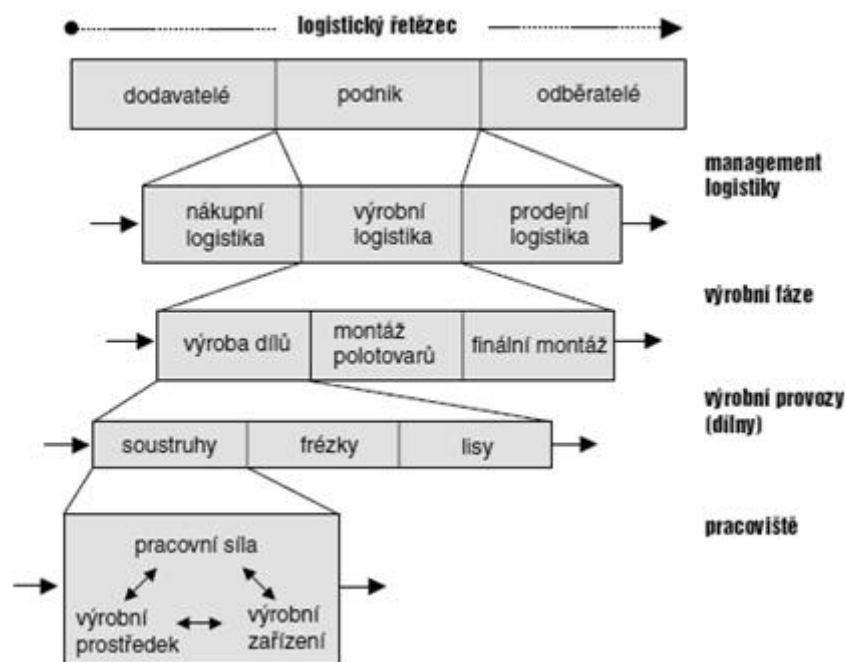 logistický řetězec
dodavatelé podnik odběratelé
management
logistiky
nákupní výrobní prodejní
logistika logistika logistika
výrobní fáze
výroba dílů montáž finální montáž
polotovarů
výrobní provozy
(dílny)
soustruhy frézky lisy
pracoviště
pracovní síla
výrobní výrobní
prostředek zařízení